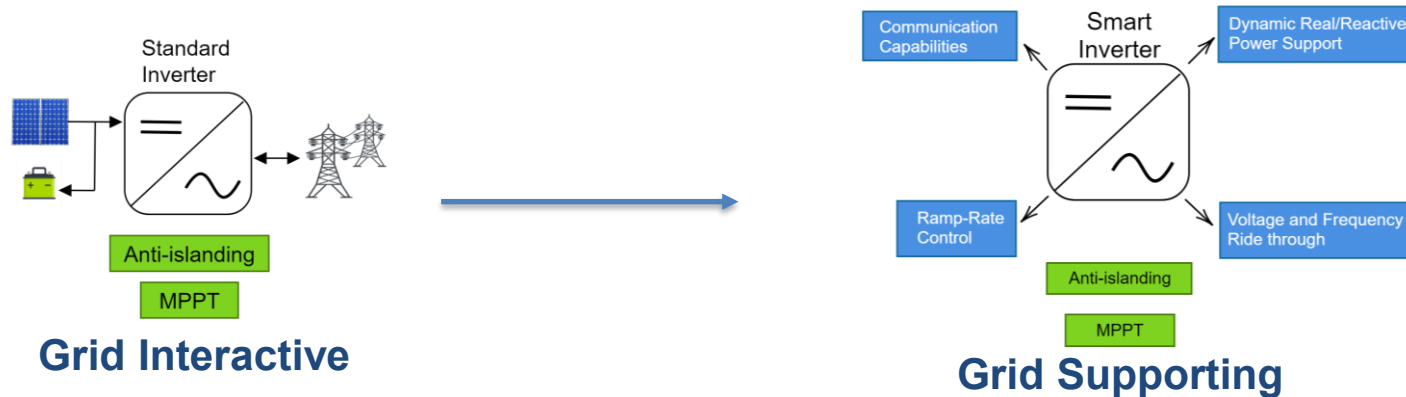 Standard
Inverter
+ −
Anti-islanding
MPPT
Grid Interactive
Communication
Capabilities
Smart
Inverter
Dynamic Real/Reactive
Power Support
Ramp-Rate
Control
Voltage and Frequency
Ride through
Anti-islanding
MPPT
Grid Supporting